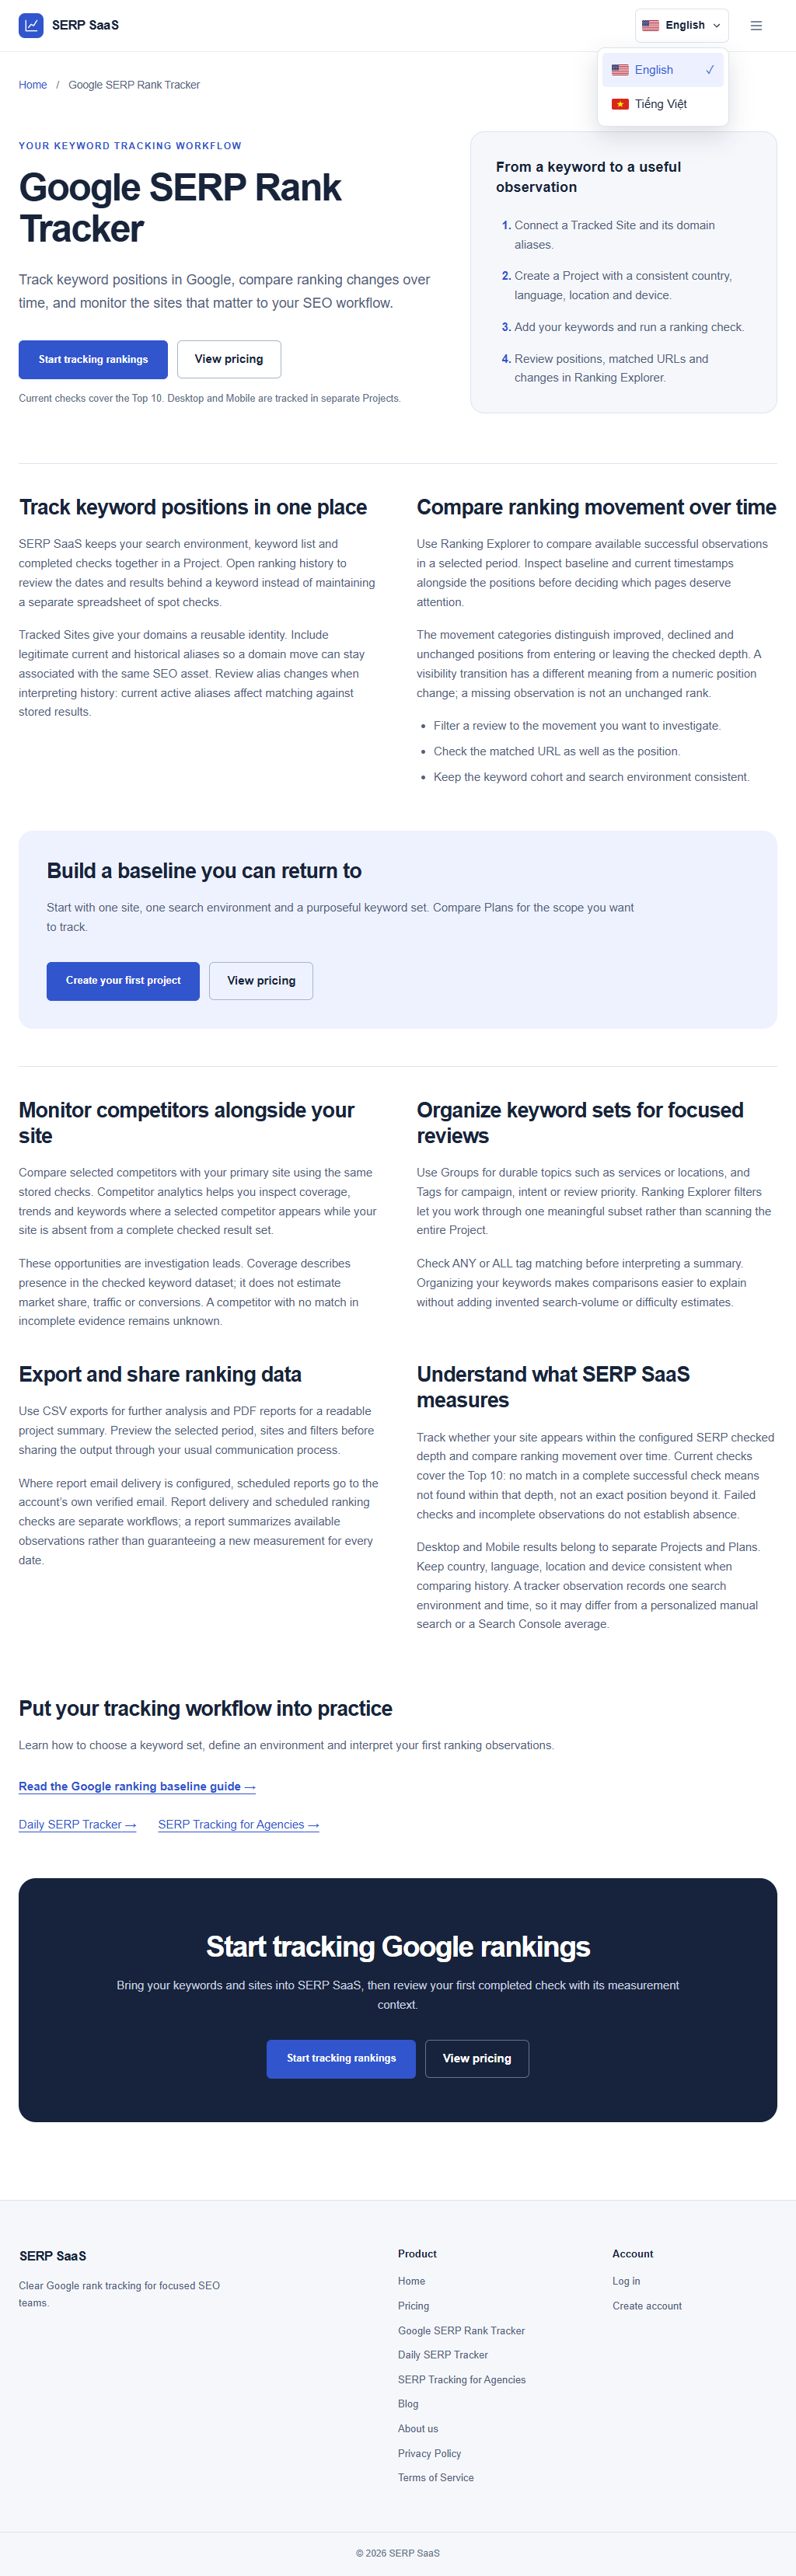 SERP SaaS
English
English ✓
Tiếng Việt
Home / Google SERP Rank Tracker
YOUR KEYWORD TRACKING WORKFLOW
Google SERP Rank
Tracker
Track keyword positions in Google, compare ranking changes over
time, and monitor the sites that matter to your SEO workflow.
Start tracking rankings
View pricing
Current checks cover the Top 10. Desktop and Mobile are tracked in separate Projects.
From a keyword to a useful
observation
1. Connect a Tracked Site and its domain
aliases.
2. Create a Project with a consistent country,
language, location and device.
3. Add your keywords and run a ranking check.
4. Review positions, matched URLs and
changes in Ranking Explorer.
Track keyword positions in one place
SERP SaaS keeps your search environment, keyword list and
completed checks together in a Project. Open ranking history to
review the dates and results behind a keyword instead of maintaining
a separate spreadsheet of spot checks.
Tracked Sites give your domains a reusable identity. Include
legitimate current and historical aliases so a domain move can stay
associated with the same SEO asset. Review alias changes when
interpreting history: current active aliases affect matching against
stored results.
Compare ranking movement over time
Use Ranking Explorer to compare available successful observations
in a selected period. Inspect baseline and current timestamps
alongside the positions before deciding which pages deserve
attention.
The movement categories distinguish improved, declined and
unchanged positions from entering or leaving the checked depth. A
visibility transition has a different meaning from a numeric position
change; a missing observation is not an unchanged rank.
• Filter a review to the movement you want to investigate.
• Check the matched URL as well as the position.
• Keep the keyword cohort and search environment consistent.
Build a baseline you can return to
Start with one site, one search environment and a purposeful keyword set. Compare Plans for the scope you want
to track.
Create your first project
View pricing
Monitor competitors alongside your
site
Compare selected competitors with your primary site using the same
stored checks. Competitor analytics helps you inspect coverage,
trends and keywords where a selected competitor appears while your
site is absent from a complete checked result set.
These opportunities are investigation leads. Coverage describes
presence in the checked keyword dataset; it does not estimate
market share, traffic or conversions. A competitor with no match in
incomplete evidence remains unknown.
Organize keyword sets for focused
reviews
Use Groups for durable topics such as services or locations, and
Tags for campaign, intent or review priority. Ranking Explorer filters
let you work through one meaningful subset rather than scanning the
entire Project.
Check ANY or ALL tag matching before interpreting a summary.
Organizing your keywords makes comparisons easier to explain
without adding invented search-volume or difficulty estimates.
Export and share ranking data
Use CSV exports for further analysis and PDF reports for a readable
project summary. Preview the selected period, sites and filters before
sharing the output through your usual communication process.
Where report email delivery is configured, scheduled reports go to the
account's own verified email. Report delivery and scheduled ranking
checks are separate workflows; a report summarizes available
observations rather than guaranteeing a new measurement for every
date.
Understand what SERP SaaS
measures
Track whether your site appears within the configured SERP checked
depth and compare ranking movement over time. Current checks
cover the Top 10: no match in a complete successful check means
not found within that depth, not an exact position beyond it. Failed
checks and incomplete observations do not establish absence.
Desktop and Mobile results belong to separate Projects and Plans.
Keep country, language, location and device consistent when
comparing history. A tracker observation records one search
environment and time, so it may differ from a personalized manual
search or a Search Console average.
Put your tracking workflow into practice
Learn how to choose a keyword set, define an environment and interpret your first ranking observations.
Read the Google ranking baseline guide →
Daily SERP Tracker →
SERP Tracking for Agencies →
Start tracking Google rankings
Bring your keywords and sites into SERP SaaS, then review your first completed check with its measurement
context.
Start tracking rankings
View pricing
SERP SaaS
Clear Google rank tracking for focused SEO
teams.
Product
Home
Pricing
Google SERP Rank Tracker
Daily SERP Tracker
SERP Tracking for Agencies
Blog
About us
Privacy Policy
Terms of Service
Account
Log in
Create account
© 2026 SERP SaaS